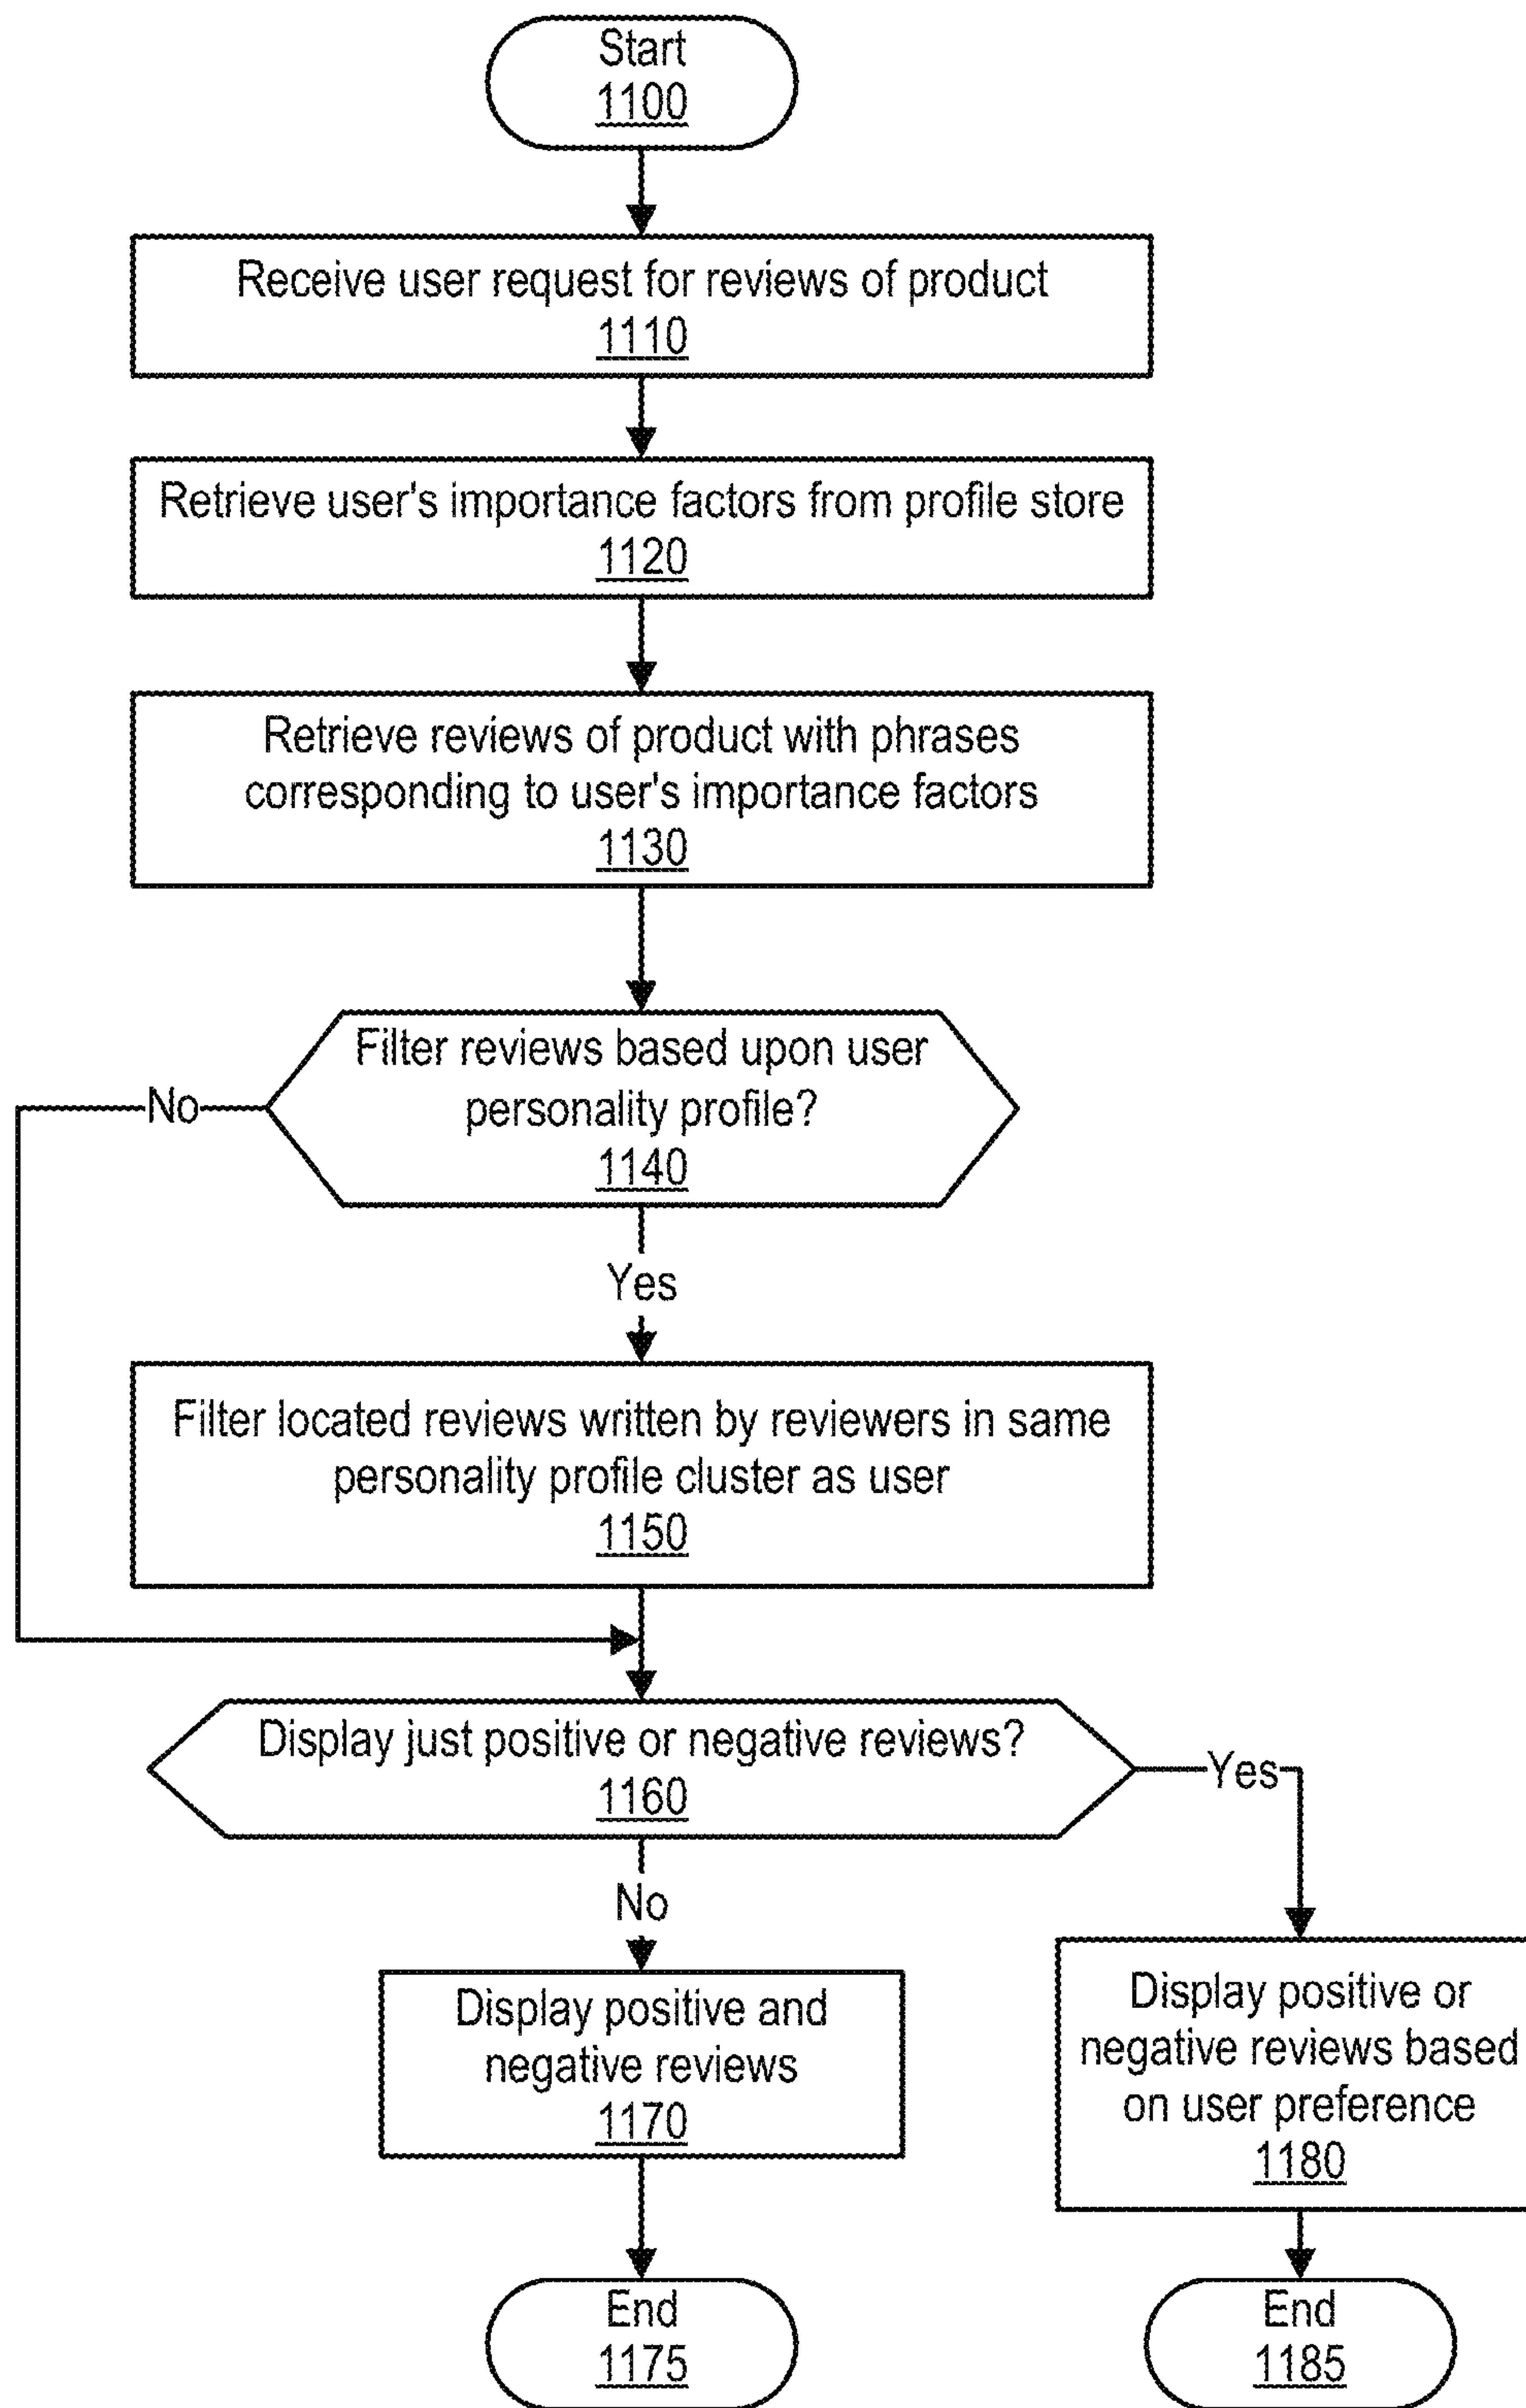 Start
1100
Receive user request for reviews of product
1110
Retrieve user's importance factors from profile store
1120
Retrieve reviews of product with phrases
corresponding to user's importance factors
1130
Filter reviews based upon user
personality profile?
1140
No
Yes
Filter located reviews written by reviewers in same
personality profile cluster as user
1150
Display just positive or negative reviews?
1160
Yes
No
Display positive and
negative reviews
1170
Display positive or
negative reviews based
on user preference
1180
End
1175
End
1185